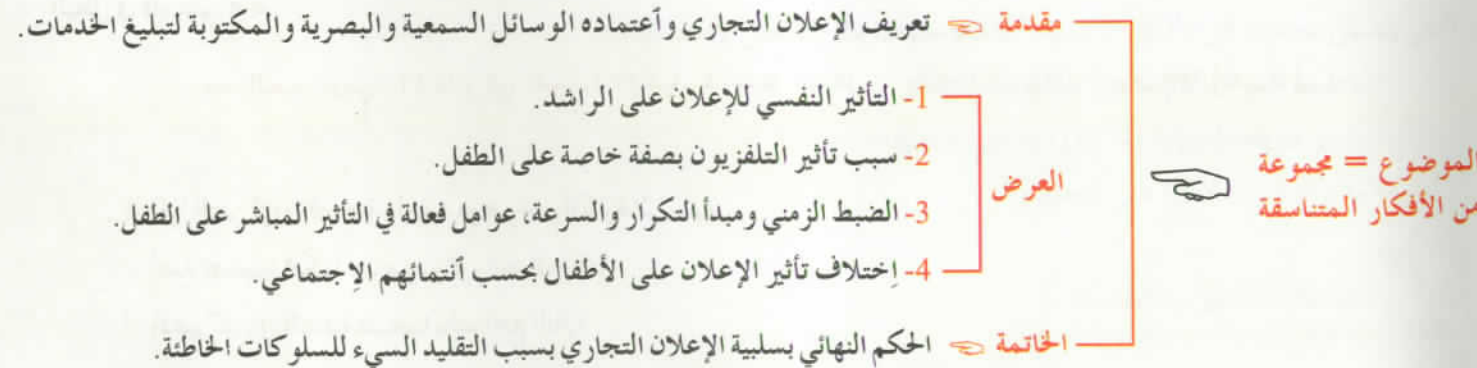 مقدمة تعريف الإعلان التجاري وٱعتماده الوسائل السمعية والبصرية والمكتوبة لتبليغ الخدمات.
الموضوع = مجموعة
من الأفكار المتناسقة
العرض
1- التأثير النفسي للإعلان على الراشد.
2- سبب تأثير التلفزيون بصفة خاصة على الطفل.
3- الضبط الزمني ومبدأ التكرار والسرعة، عوامل فعالة في التأثير المباشر على الطفل.
4- إختلاف تأثير الإعلان على الأطفال بحسب ٱنتمائهم الإجتماعي.
الخاتمة الحكم النهائي بسلبية الإعلان التجاري بسبب التقليد السيء للسلوكات الخاطئة.